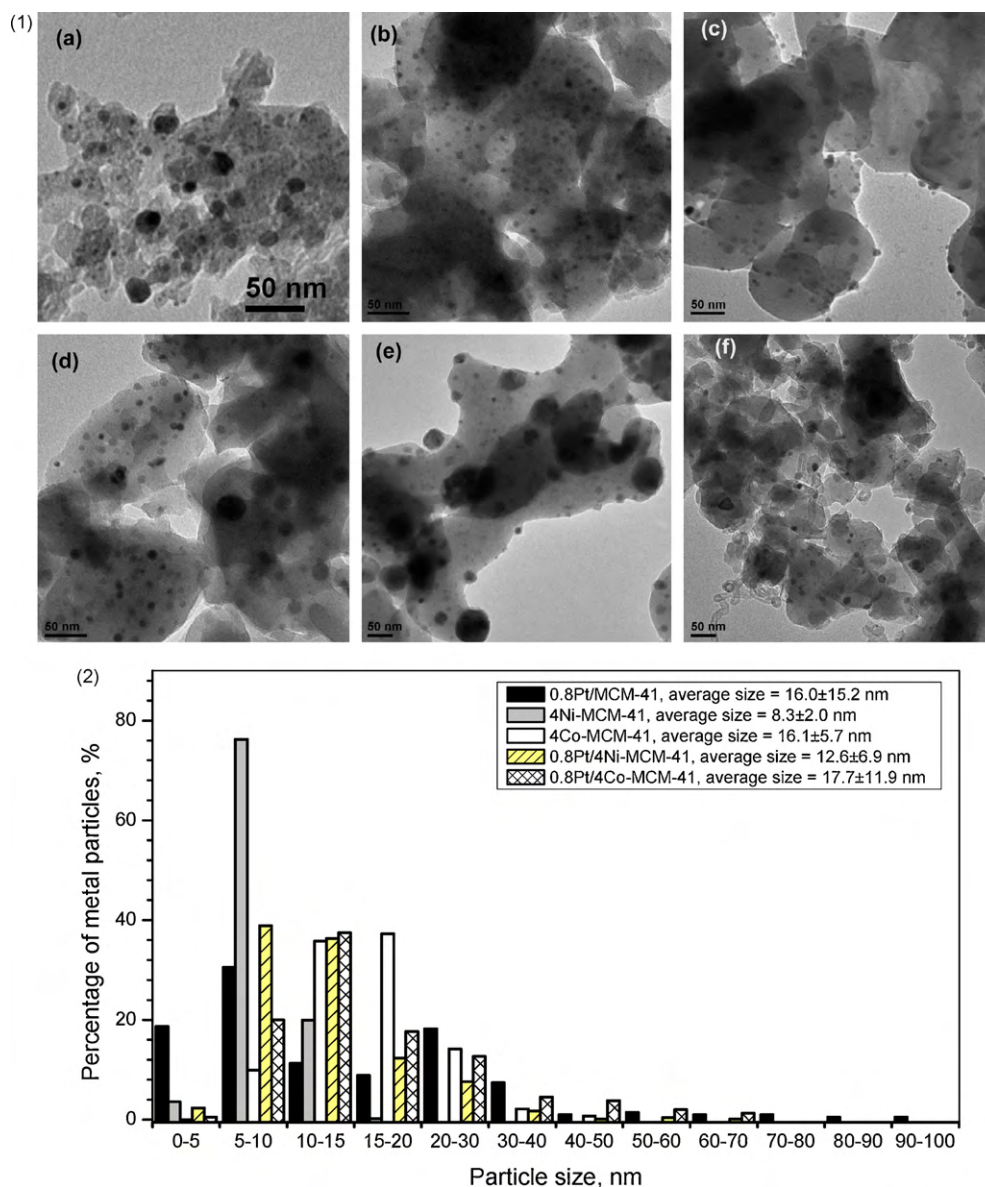 (1)
(a)
(b)
(c)
50 nm
50 nm
50 nm
(d)
(e)
(f)
50 nm
50 nm
50 nm
(2)
0.8Pt/MCM-41, average size = 16.0±15.2 nm
4Ni-MCM-41, average size = 8.3±2.0 nm
4Co-MCM-41, average size = 16.1±5.7 nm
0.8Pt/4Ni-MCM-41, average size = 12.6±6.9 nm
0.8Pt/4Co-MCM-41, average size = 17.7±11.9 nm
Percentage of metal particles, %
80
60
40
20
0
0-5 5-10 10-15 15-20 20-30 30-40 40-50 50-60 60-70 70-80 80-90 90-100
Particle size, nm